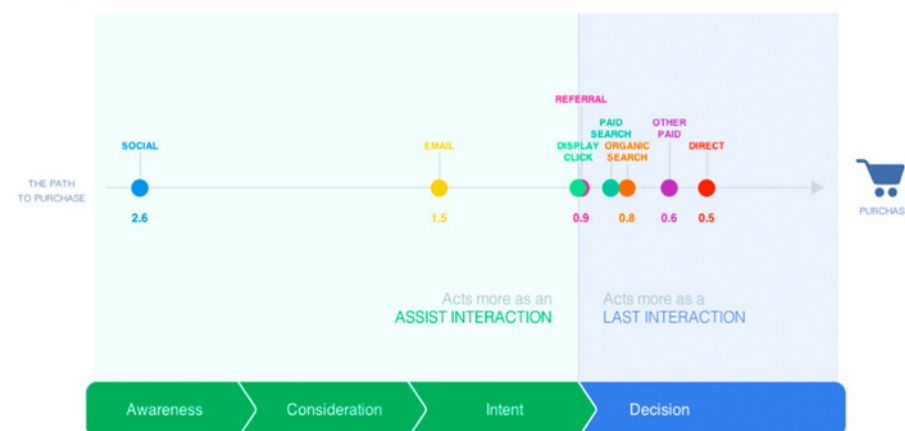 REFERRAL
PAID
SEARCH
OTHER
PAID
SOCIAL
EMAIL
DISPLAY
CLICK
ORGANIC
SEARCH
DIRECT
THE PATH
TO PURCHASE
2.6
1.5
0.9
0.8
0.6
0.5
PURCHAS
Acts more as an
ASSIST INTERACTION
Acts more as a
LAST INTERACTION
Awareness
Consideration
Intent
Decision